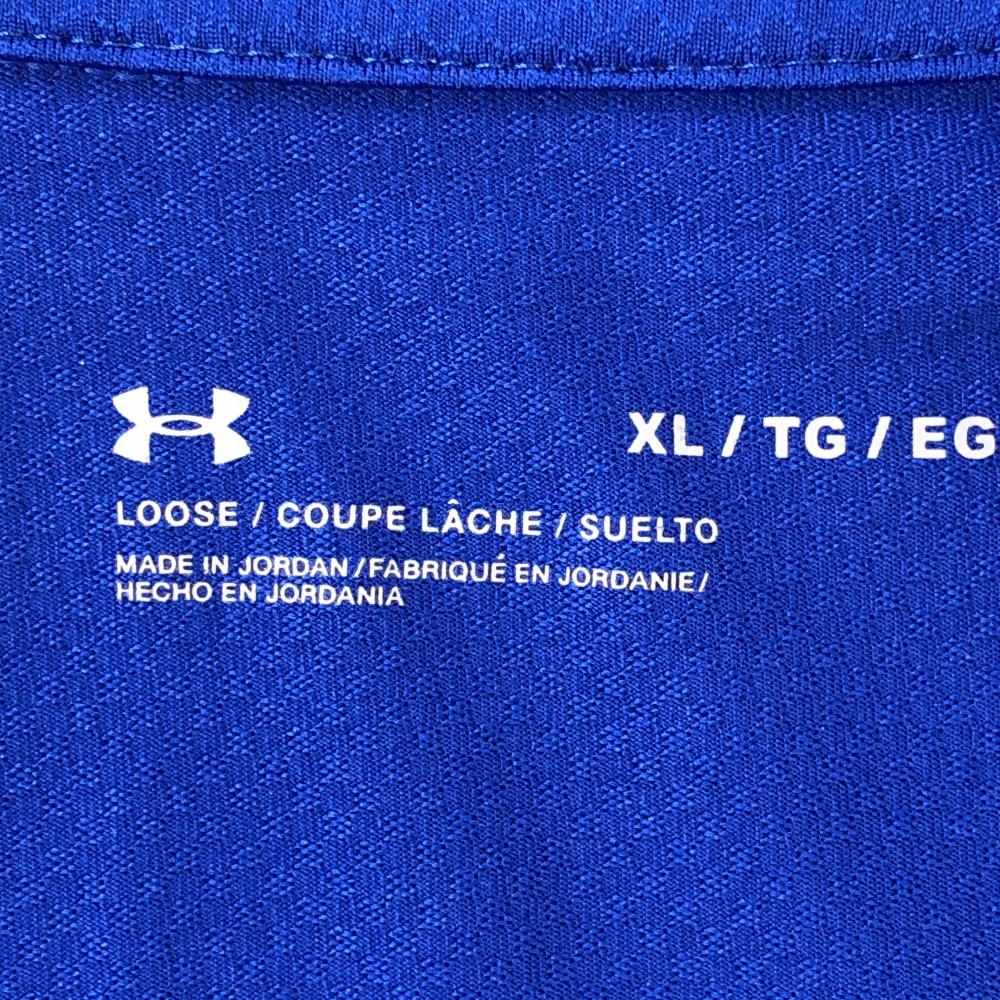 XL / TG / EG
LOOSE / COUPE LÂCHE / SUELTO
MADE IN JORDAN / FABRIQUÉ EN JORDANIE /
HECHO EN JORDANIA